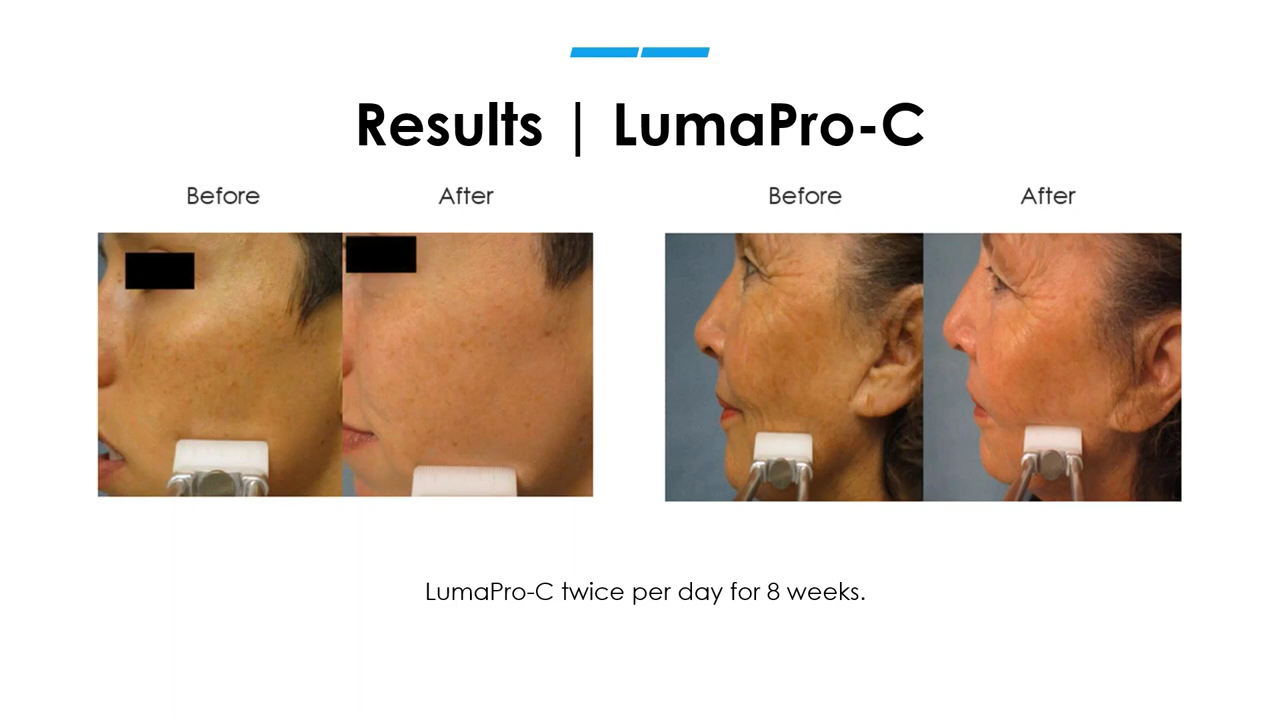 Results | LumaPro-C
Before After Before After
LumaPro-C twice per day for 8 weeks.